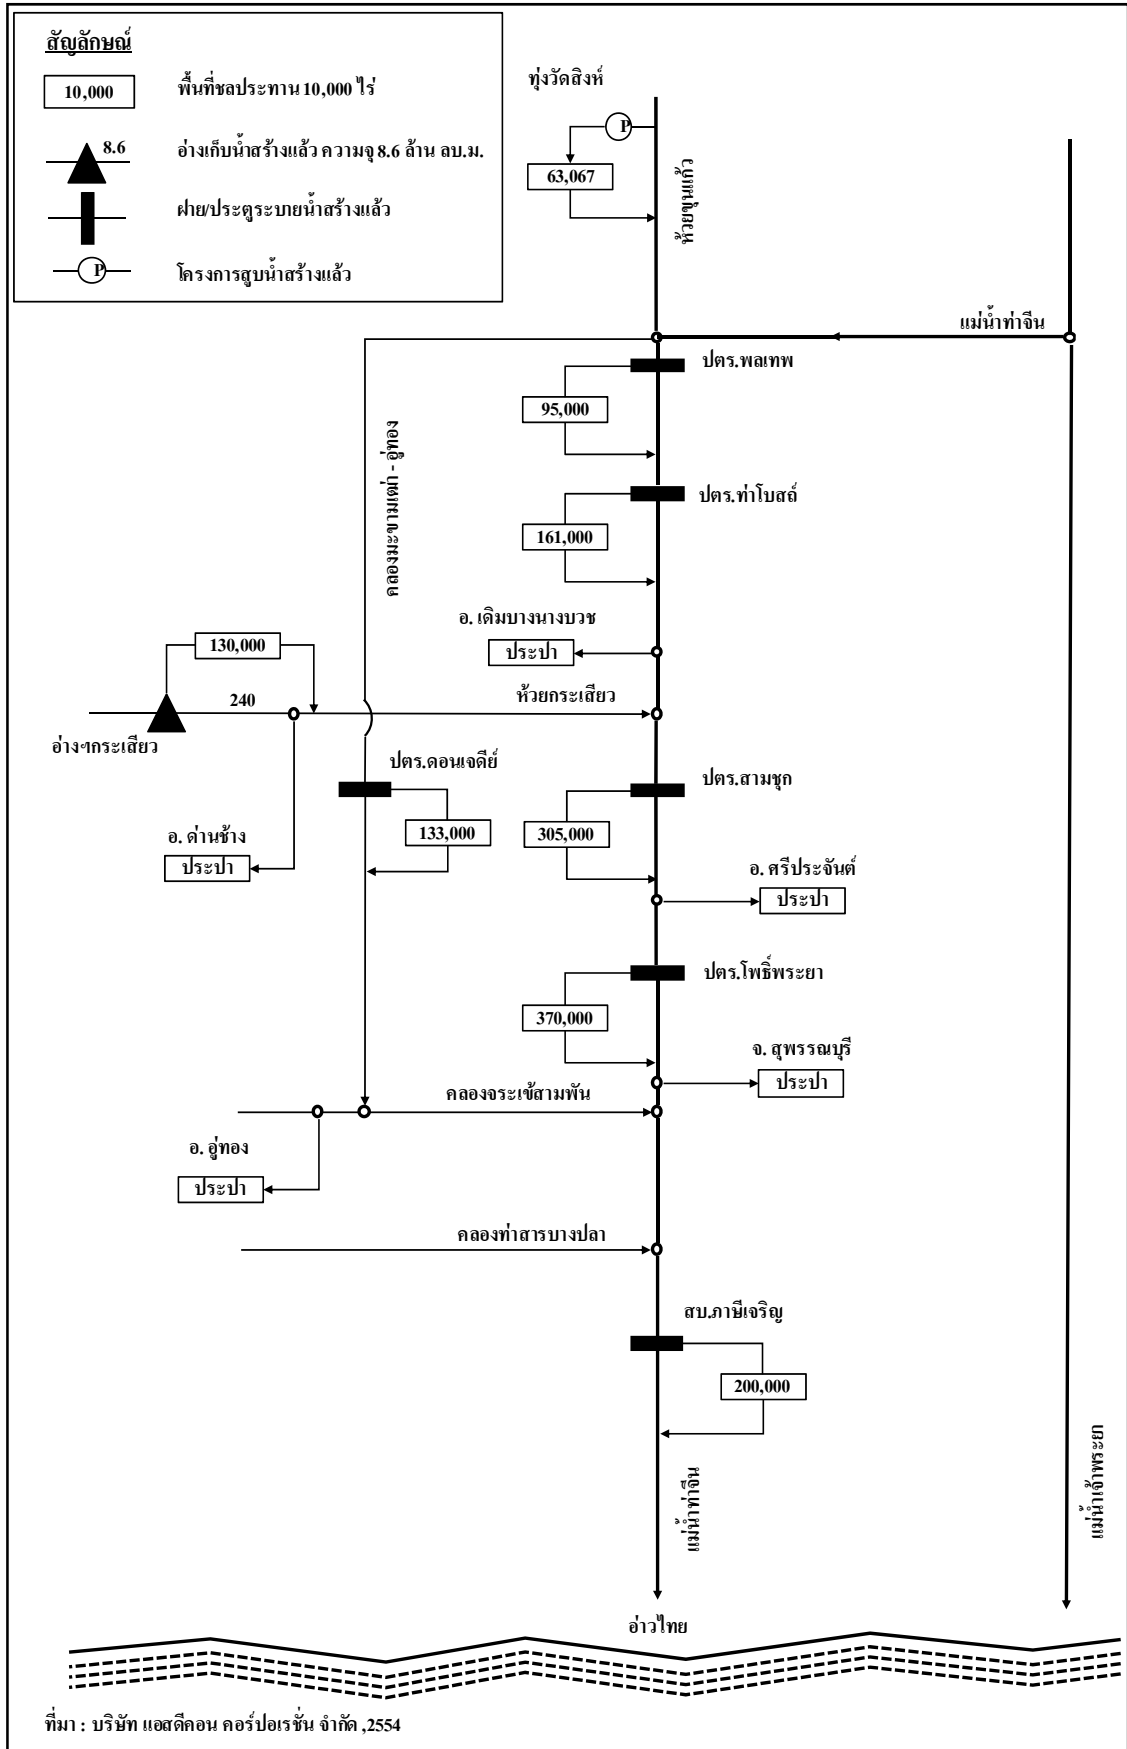 สัญลักษณ์
10,000
พื้นที่ชลประทาน 10,000 ไร่
8.6
อ่างเก็บน้ำสร้างแล้ว ความจุ 8.6 ล้าน ลบ.ม.
ฝาย/ประตูระบายน้ำสร้างแล้ว
P
โครงการสูบน้ำสร้างแล้ว
ทุ่งวัดสิงห์
P
63,067
ห้วยขุนแก้ว
แม่น้ำท่าจีน
ปตร.พลเทพ
95,000
คลองมะขามเฒ่า - อู่ทอง
ปตร.ท่าโบสถ์
161,000
อ. เดิมบางนางบวช
ประปา
130,000
240
ห้วยกระเสียว
อ่างฯกระเสียว
ปตร.ดอนเจดีย์
133,000
ปตร.สามชุก
305,000
อ. ด่านช้าง
ประปา
อ. ศรีประจันต์
ประปา
ปตร.โพธิ์พระยา
370,000
จ. สุพรรณบุรี
ประปา
คลองจระเข้สามพัน
อ. อู่ทอง
ประปา
คลองท่าสารบางปลา
สบ.ภาษีเจริญ
200,000
แม่น้ำท่าจีน
แม่น้ำเจ้าพระยา
อ่าวไทย
ที่มา : บริษัท แอสดีคอน คอร์ปอเรชั่น จำกัด ,2554